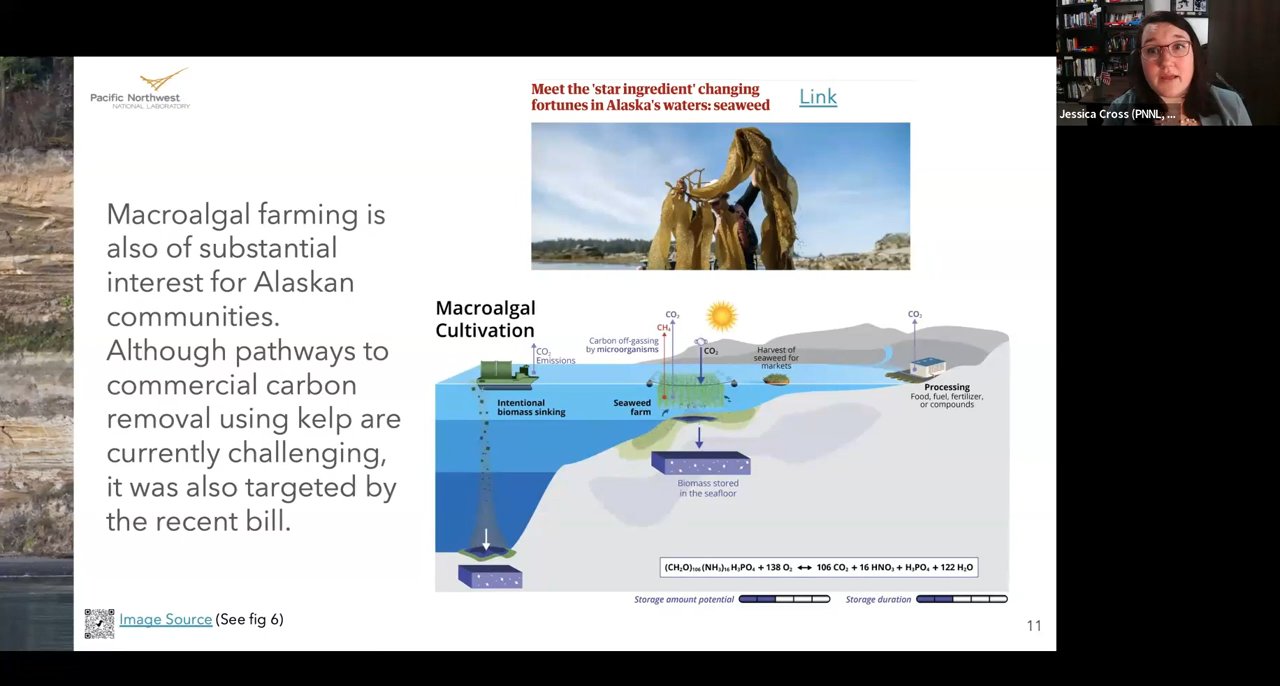 Pacific Northwest
NATIONAL LABORATORY
Meet the 'star ingredient' changing
fortunes in Alaska's waters: seaweed
Link
Jessica Cross (PNNL, ...
Macroalgal farming is
also of substantial
interest for Alaskan
communities.
Although pathways to
commercial carbon
removal using kelp are
currently challenging,
it was also targeted by
the recent bill.
Macroalgal
Cultivation
CO₂
Emissions
Carbon off-gassing
by microorganisms
CH₄
CO₂
CO₂
Harvest of
seaweed for
markets
CO₂
Processing
Food, fuel, fertilizer,
or compounds
Intentional
biomass sinking
Seaweed
farm
Biomass stored
in the seafloor
(CH₂O)₁₀₆(NH₃)₁₆H₃PO₄ + 138 O₂ ↔ 106 CO₂ + 16 HNO₃ + H₃PO₄ + 122 H₂O
Storage amount potential
Storage duration
Image Source (See fig 6)
11